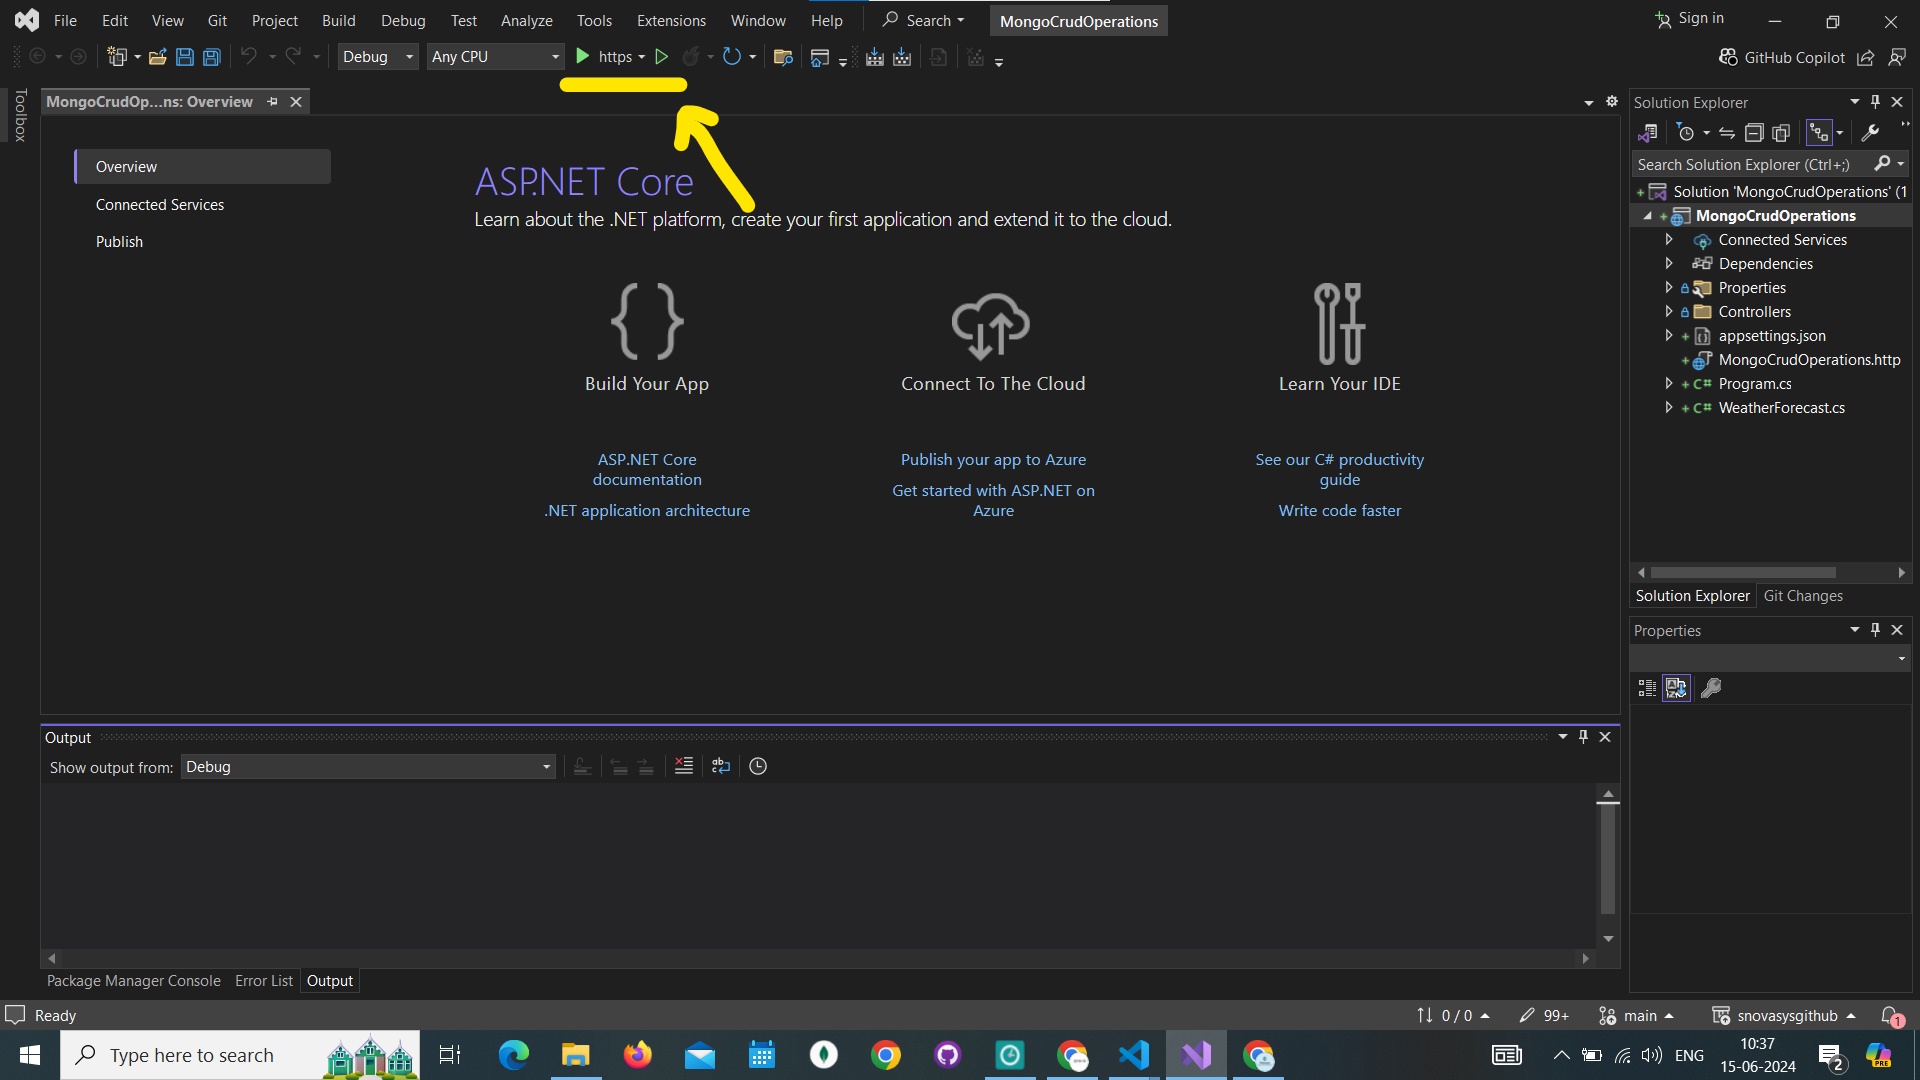 File Edit View Git Project Build Debug Test Analyze Tools Extensions Window Help Search MongoCrudOperations Sign in
Debug Any CPU https GitHub Copilot
Toolbox
MongoCrudOp...ns: Overview
Overview
Connected Services
Publish
ASP.NET Core
Learn about the .NET platform, create your first application and extend it to the cloud.
Build Your App
ASP.NET Core
documentation
.NET application architecture
Connect To The Cloud
Publish your app to Azure
Get started with ASP.NET on
Azure
Learn Your IDE
See our C# productivity
guide
Write code faster
Solution Explorer
Search Solution Explorer (Ctrl+;)
Solution 'MongoCrudOperations' (1
MongoCrudOperations
Connected Services
Dependencies
Properties
Controllers
appsettings.json
MongoCrudOperations.http
C# Program.cs
C# WeatherForecast.cs
Solution Explorer Git Changes
Properties
Output
Show output from: Debug
Package Manager Console Error List Output
Ready 0 / 0 99+ main snovasysgithub 1
Type here to search ENG 10:37
15-06-2024 2 PRE